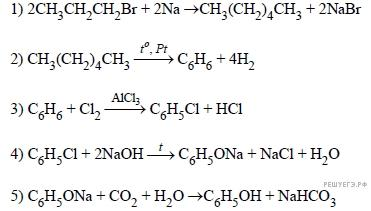 1) 2CH₃CH₂CH₂Br + 2Na →CH₃(CH₂)₄CH₃ + 2NaBr
2) CH₃(CH₂)₄CH₃ —tº, Pt→ C₆H₆ + 4H₂
3) C₆H₆ + Cl₂ —AlCl₃→ C₆H₅Cl + HCl
4) C₆H₅Cl + 2NaOH —t→ C₆H₅ONa + NaCl + H₂O
5) C₆H₅ONa + CO₂ + H₂O →C₆H₅OH + NaHCO₃
РЕШУЕГЭ.РФ